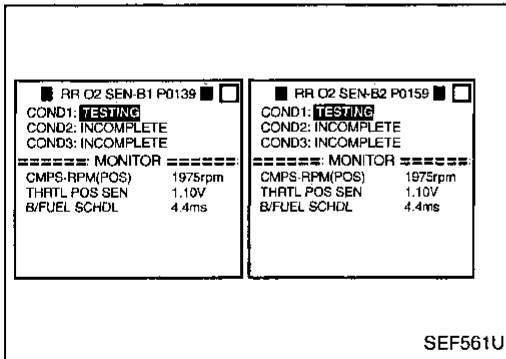 RR O2 SEN-B1 P0139
COND1: TESTING
COND2: INCOMPLETE
COND3: INCOMPLETE
====== MONITOR ======
CMPS-RPM(POS) 1975rpm
THRTL POS SEN 1.10V
B/FUEL SCHDL 4.4ms
RR O2 SEN-B2 P0159
COND1: TESTING
COND2: INCOMPLETE
COND3: INCOMPLETE
====== MONITOR ======
CMPS-RPM(POS) 1975rpm
THRTL POS SEN 1.10V
B/FUEL SCHDL 4.4ms
SEF561U